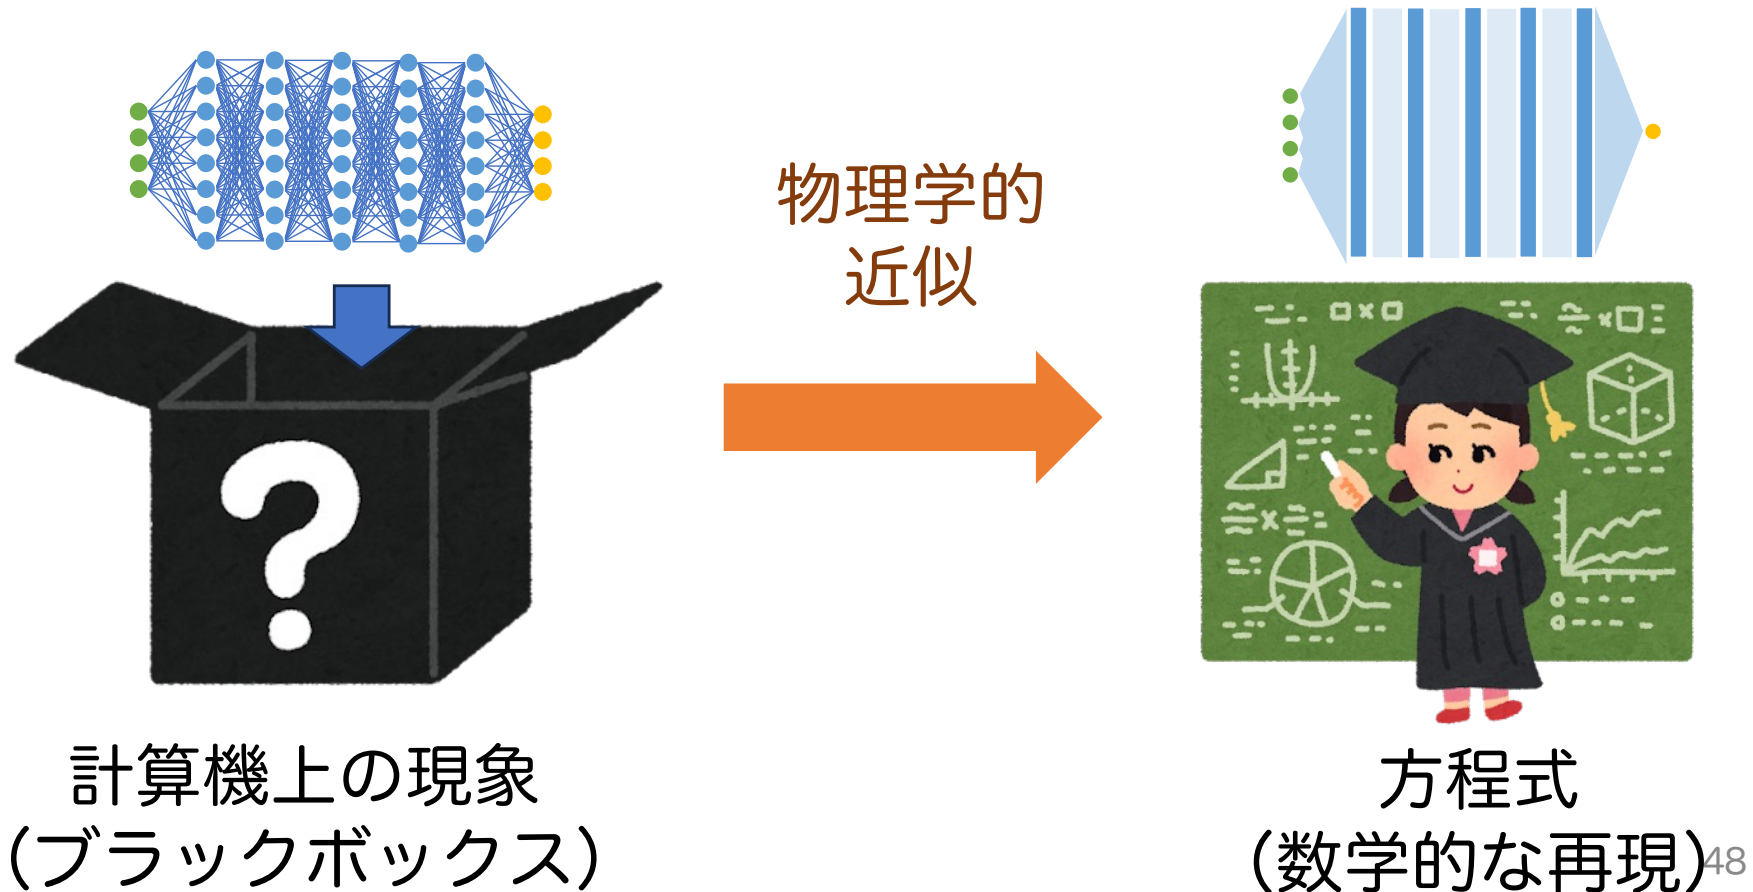 物理学的
近似
?
計算機上の現象
(ブラックボックス)
方程式
(数学的な再現)
48